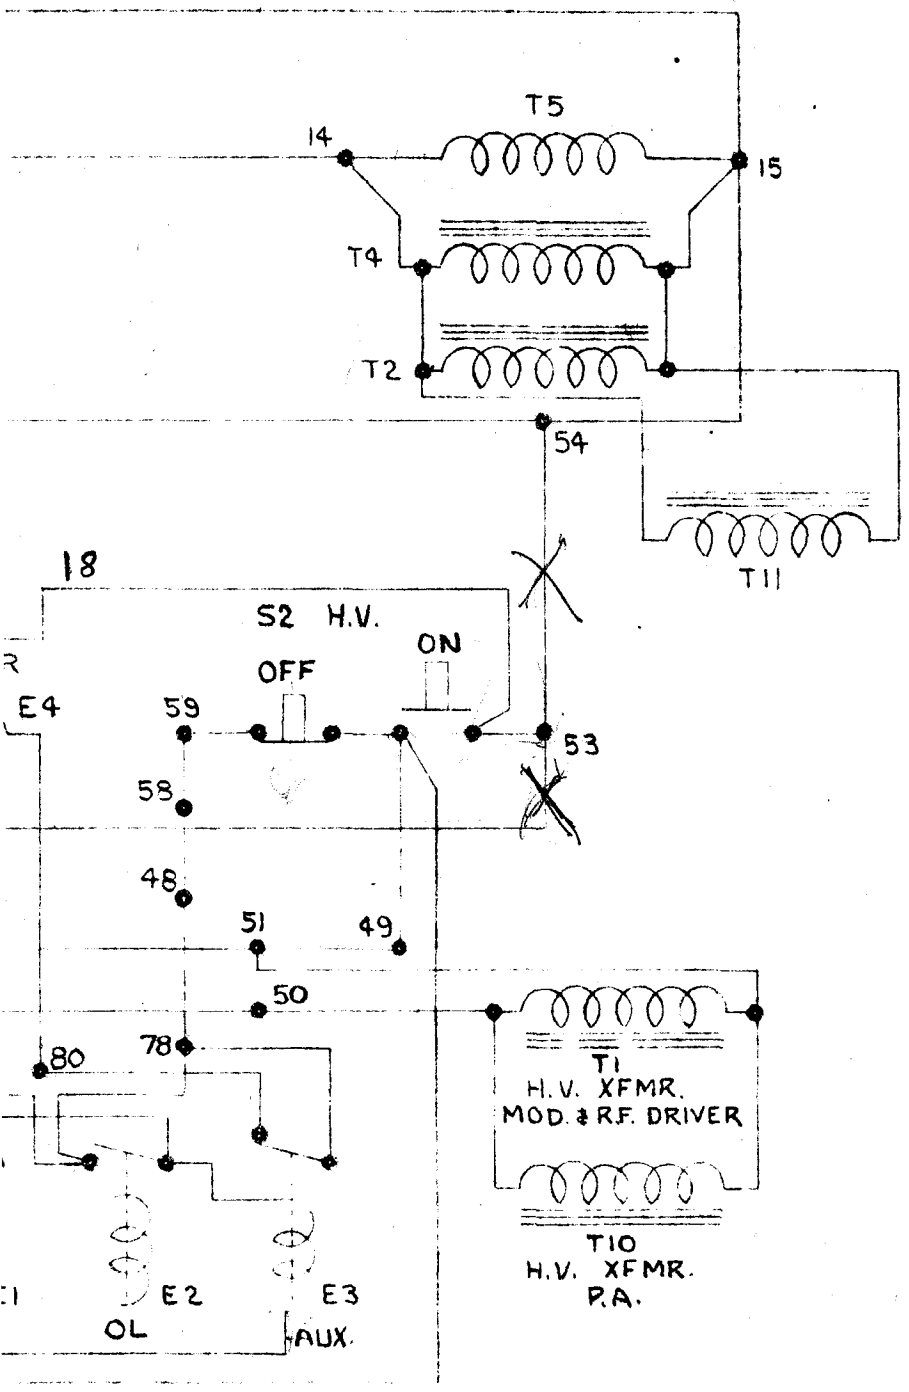 T5
14
15
T4
T2
54
T11
18
S2 H.V.
ON
OFF
R
E4
59
53
58
48
51
49
50
78
80
T1
H.V. XFMR.
MOD. & R.F. DRIVER
T10
H.V. XFMR.
P.A.
E1
E2
E3
OL
AUX.